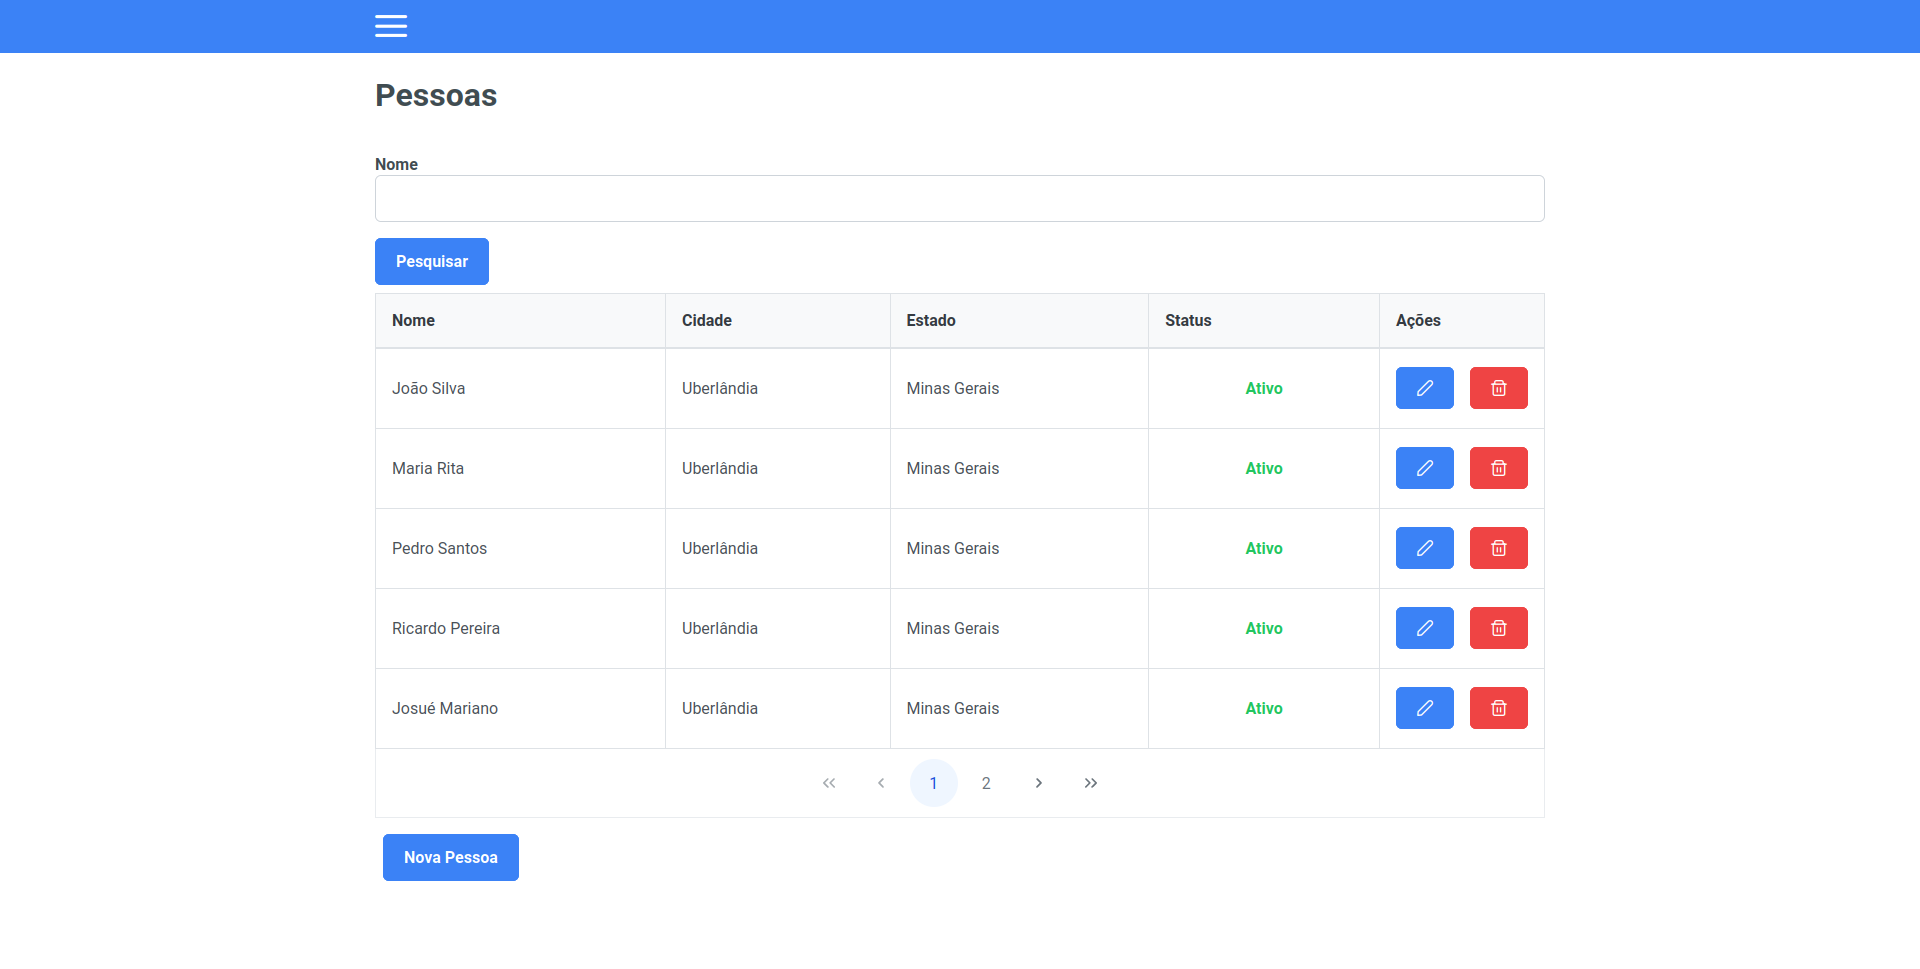 Pessoas
Nome
Pesquisar
Nome Cidade Estado Status Ações
João Silva Uberlândia Minas Gerais Ativo
Maria Rita Uberlândia Minas Gerais Ativo
Pedro Santos Uberlândia Minas Gerais Ativo
Ricardo Pereira Uberlândia Minas Gerais Ativo
Josué Mariano Uberlândia Minas Gerais Ativo
1 2
Nova Pessoa